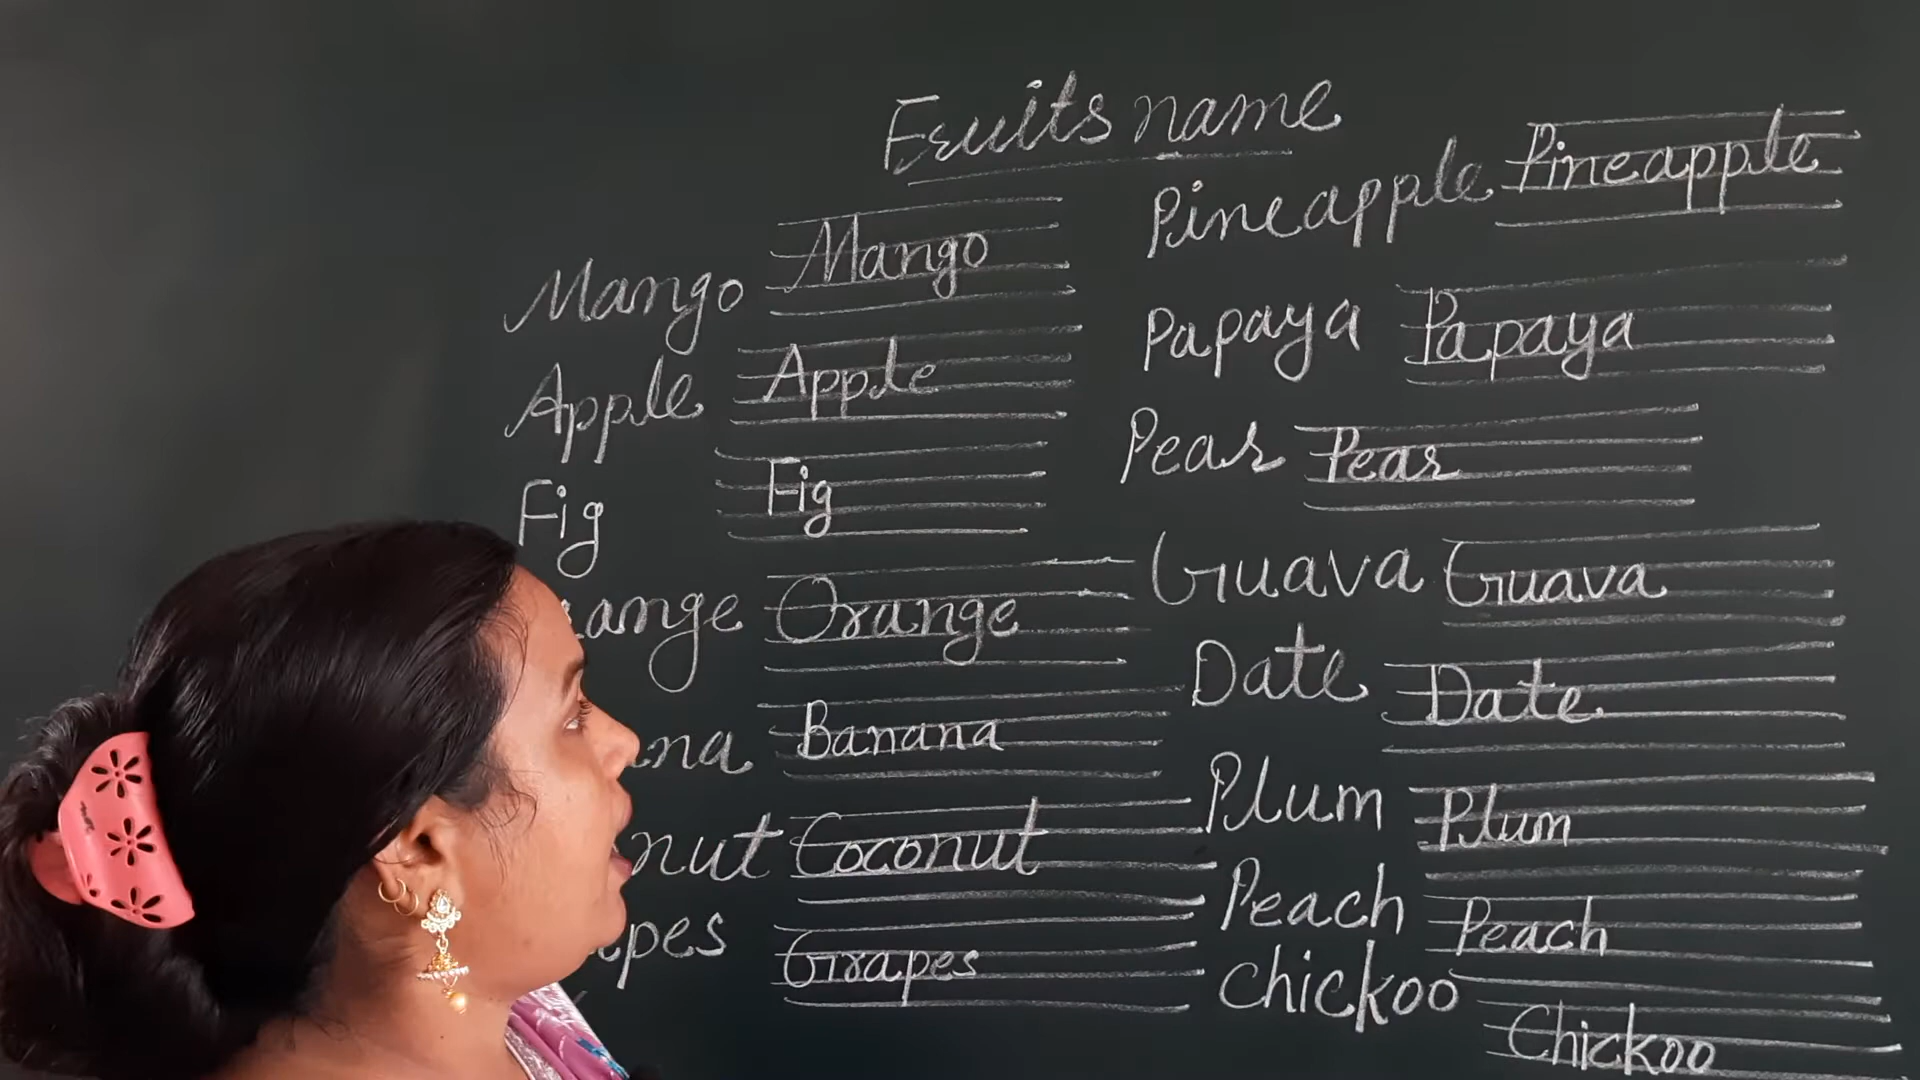 Fruits name
Mango Mango
Apple Apple
Fig Fig
ange Orange
na Banana
nut Coconut
pes Grapes
Pineapple Pineapple
Papaya Papaya
Pear Pear
Guava Guava
Date Date
Plum Plum
Peach Peach
Chickoo Chickoo